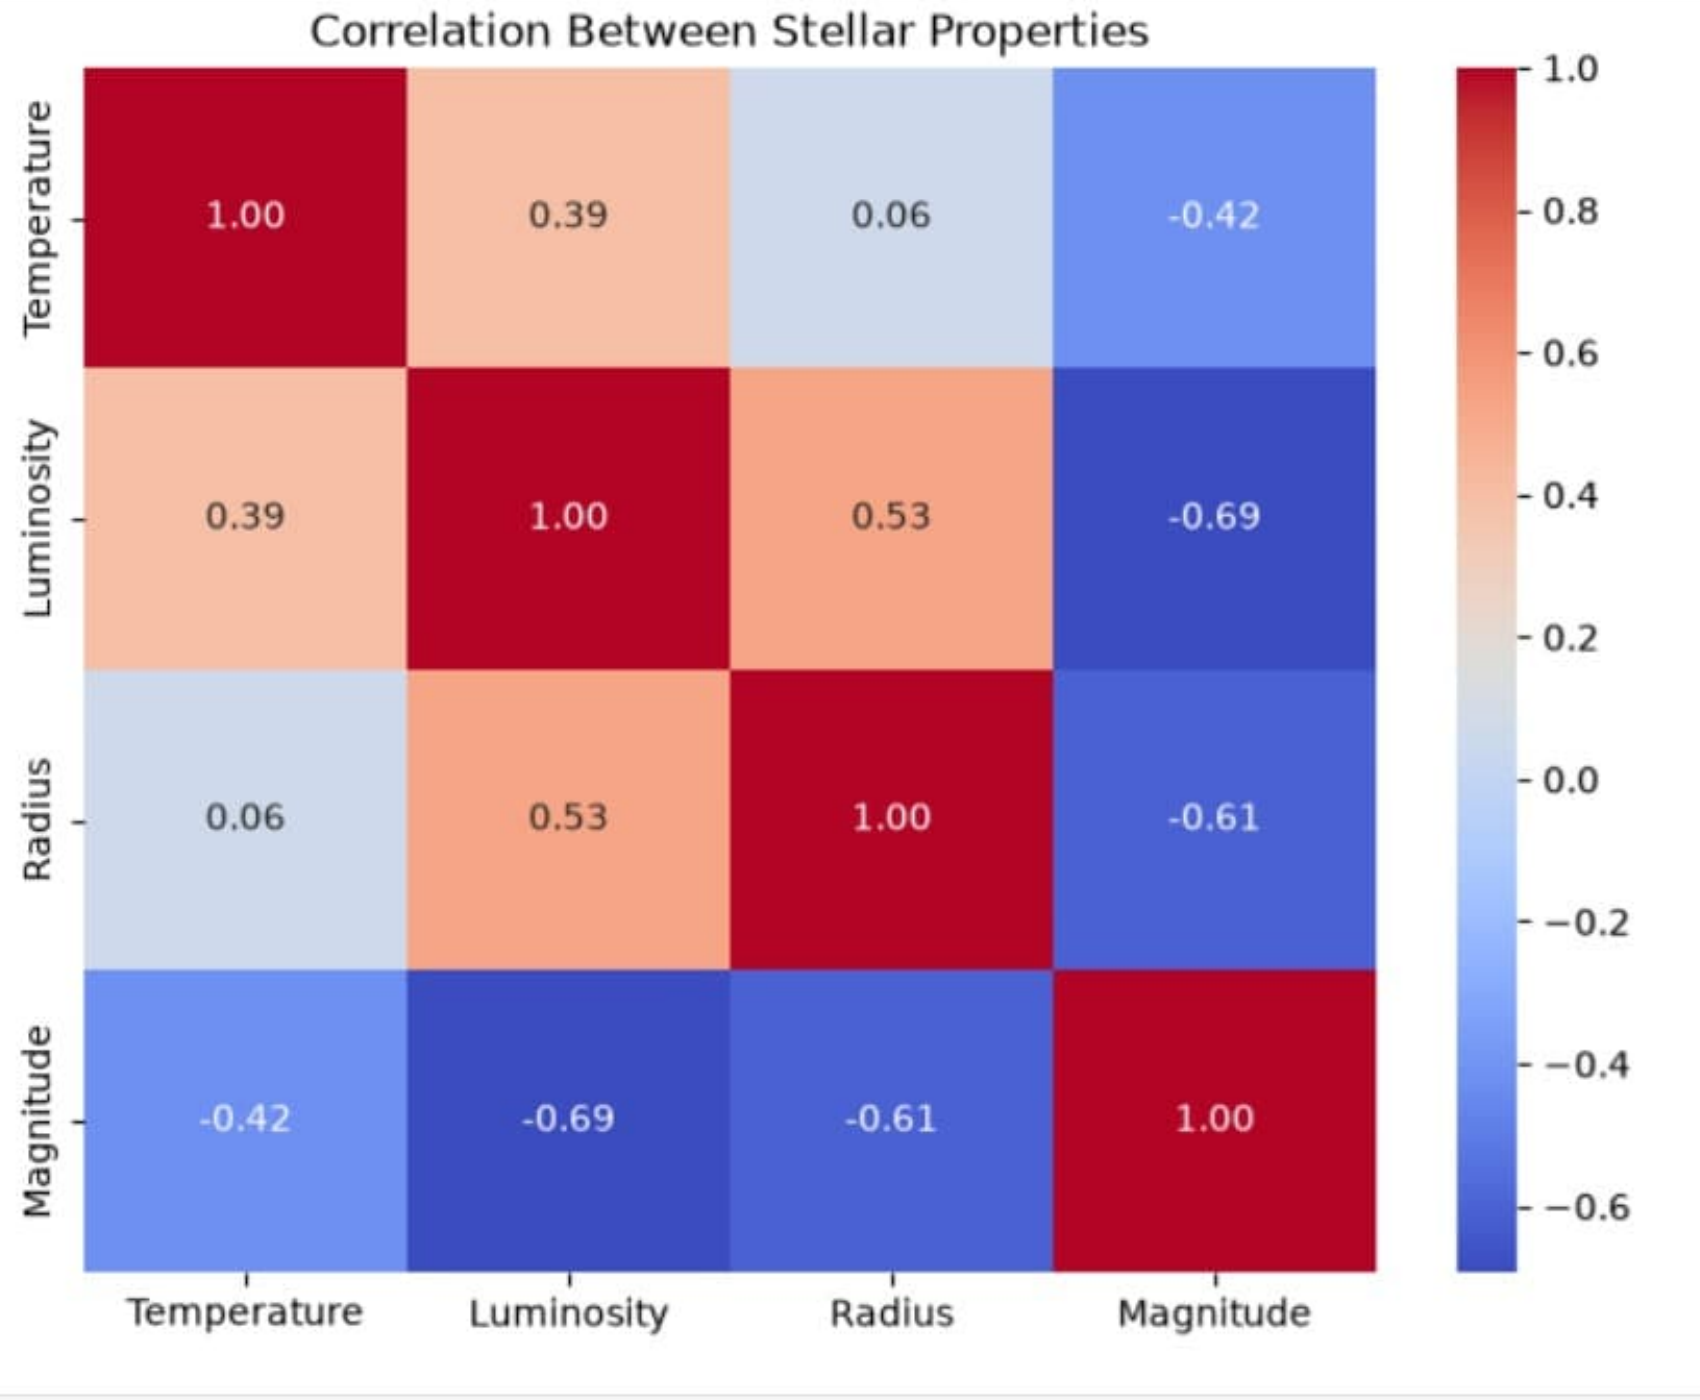 Correlation Between Stellar Properties
1.0
Temperature
1.00 0.39 0.06 -0.42
0.8
0.6
Luminosity
0.39 1.00 0.53 -0.69
0.4
0.2
0.0
Radius
0.06 0.53 1.00 -0.61
−0.2
−0.4
Magnitude
-0.42 -0.69 -0.61 1.00
−0.6
Temperature Luminosity Radius Magnitude